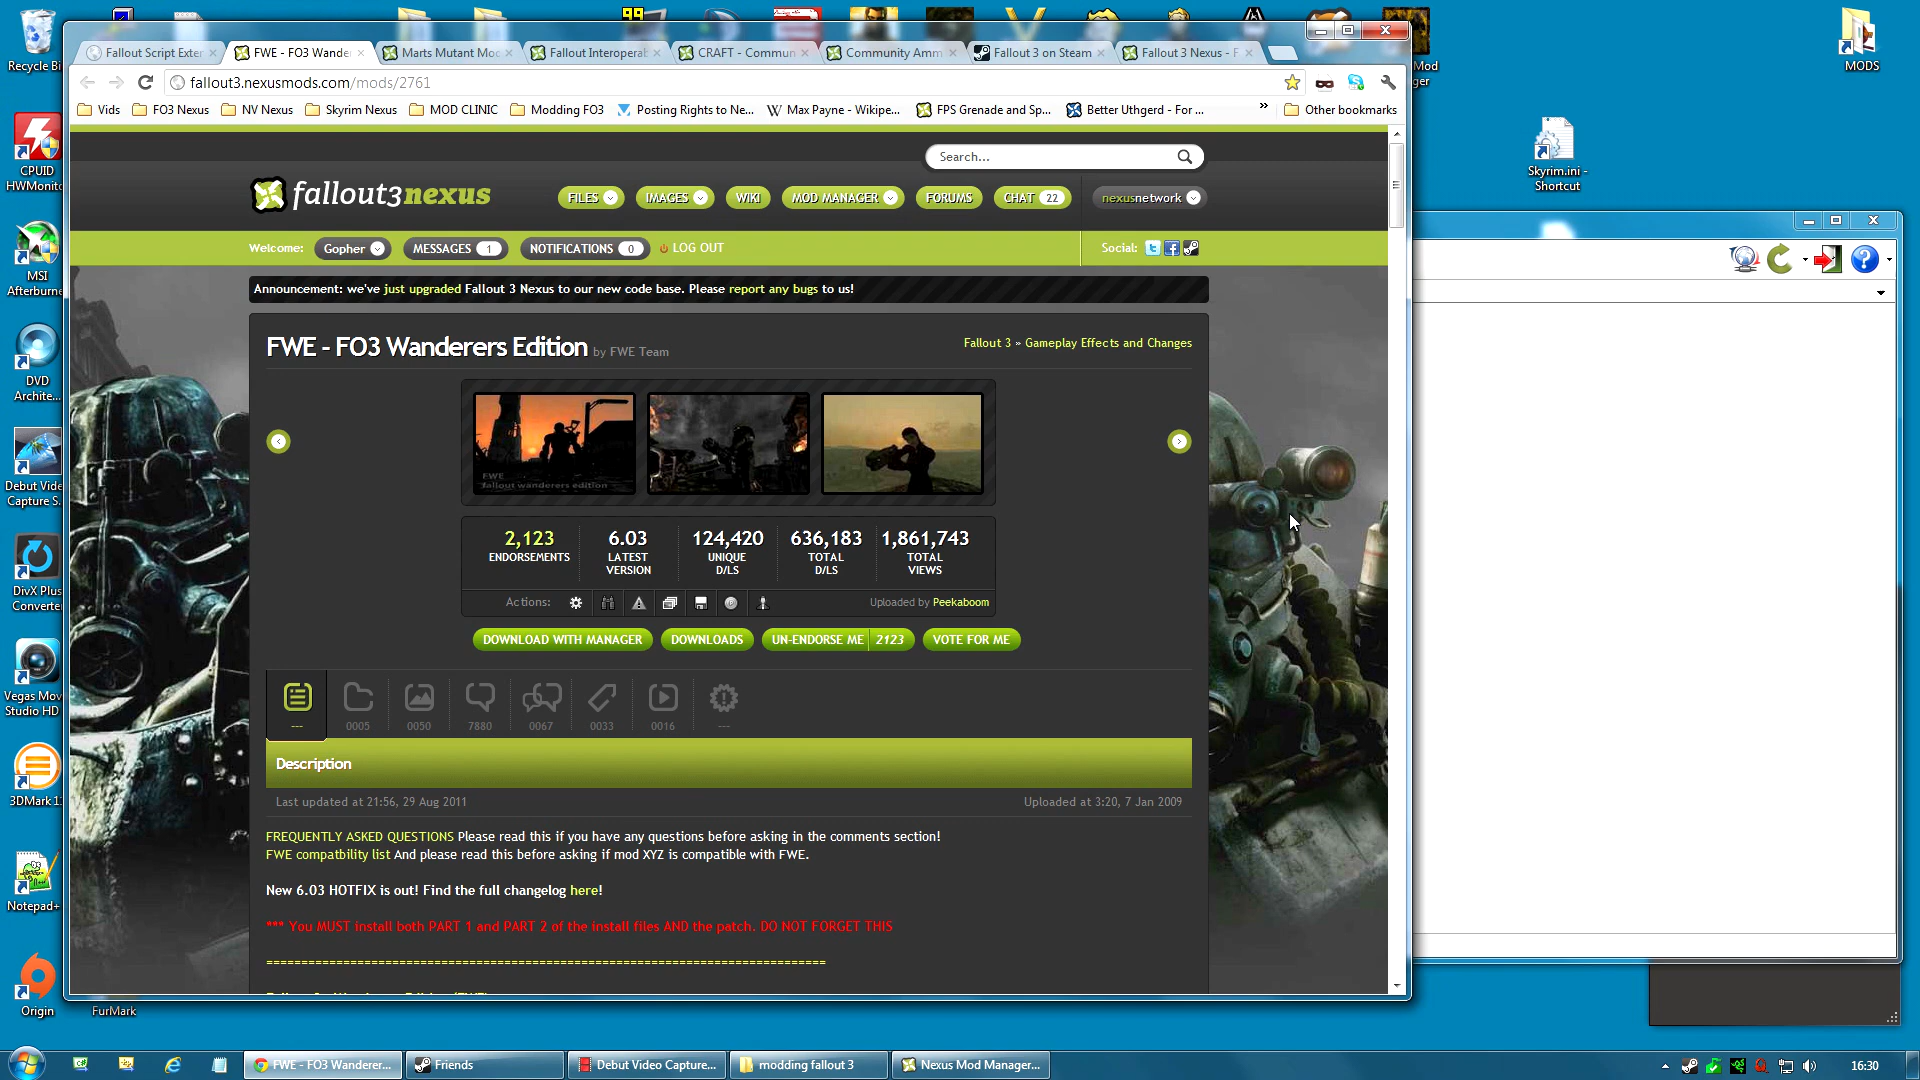 Recycle Bi
CPUID
HWMonito
MSI
Afterburne
DVD
Archite...
Debut Vide
Capture S.
DivX Plus
Converte
Vegas Mov
Studio HD
3DMark 1
Notepad+
Origin
FurMark
99
Mod
ger
MODS
Skyrim.ini -
Shortcut
Fallout Script Exter
FWE - FO3 Wande
Marts Mutant Mod
Fallout Interoperab
CRAFT - Commun
Community Amm
Fallout 3 on Steam
Fallout 3 Nexus - F
fallout3.nexusmods.com/mods/2761
Vids
FO3 Nexus
NV Nexus
Skyrim Nexus
MOD CLINIC
Modding FO3
Posting Rights to Ne...
Max Payne - Wikipe...
FPS Grenade and Sp...
Better Uthgerd - For ...
»
Other bookmarks
Search...
fallout3nexus
FILES
IMAGES
WIKI
MOD MANAGER
FORUMS
CHAT 22
nexusnetwork
Welcome:
Gopher
MESSAGES 1
NOTIFICATIONS 0
LOG OUT
Social:
Announcement: we've just upgraded Fallout 3 Nexus to our new code base. Please report any bugs to us!
FWE - FO3 Wanderers Edition by FWE Team
Fallout 3 » Gameplay Effects and Changes
FWE
fallout wanderers edition
2,123
ENDORSEMENTS
6.03
LATEST
VERSION
124,420
UNIQUE
D/LS
636,183
TOTAL
D/LS
1,861,743
TOTAL
VIEWS
Actions:
Uploaded by Peekaboom
DOWNLOAD WITH MANAGER
DOWNLOADS
UN-ENDORSE ME 2123
VOTE FOR ME
---
0005
0050
7880
0067
0033
0016
---
Description
Last updated at 21:56, 29 Aug 2011
Uploaded at 3:20, 7 Jan 2009
FREQUENTLY ASKED QUESTIONS Please read this if you have any questions before asking in the comments section!
FWE compatbility list And please read this before asking if mod XYZ is compatible with FWE.
New 6.03 HOTFIX is out! Find the full changelog here!
*** You MUST install both PART 1 and PART 2 of the install files AND the patch. DO NOT FORGET THIS
================================================================================
FWE - FO3 Wanderer...
Friends
Debut Video Capture...
modding fallout 3
Nexus Mod Manager...
16:30